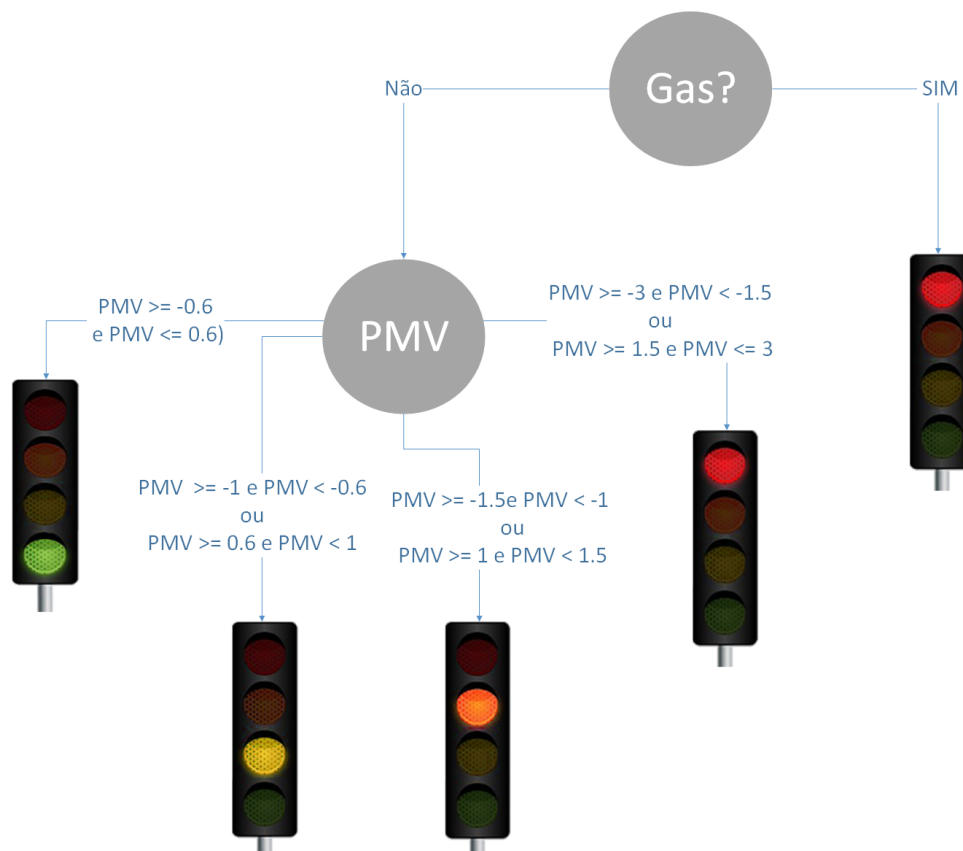 Gas?
Não
SIM
PMV
PMV >= -0.6
e PMV <= 0.6)
PMV >= -3 e PMV < -1.5
ou
PMV >= 1.5 e PMV <= 3
PMV  >= -1 e PMV < -0.6
ou
PMV >= 0.6 e PMV < 1
PMV >= -1.5e PMV < -1
ou
PMV >= 1 e PMV < 1.5